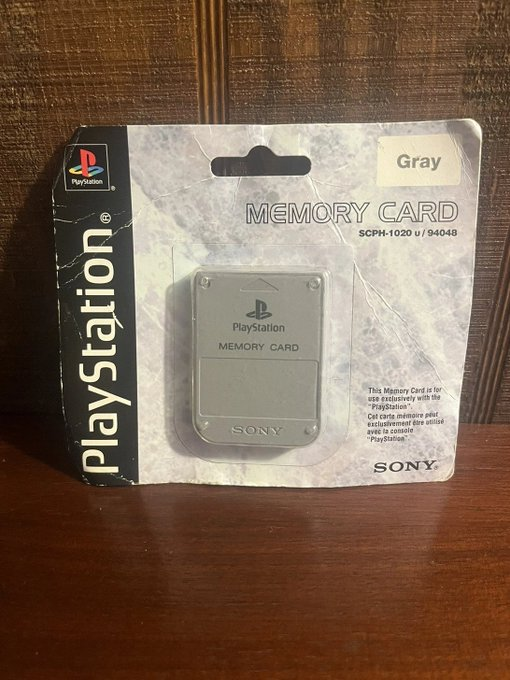 PlayStation
PlayStation®
Gray
MEMORY CARD
SCPH-1020 U / 94048
PlayStation
MEMORY CARD
SONY
This Memory Card is for
use exclusively with the
"PlayStation".
Cet carte mémoire peut
exclusivement être utilisé
avec la console
"PlayStation".
SONY®